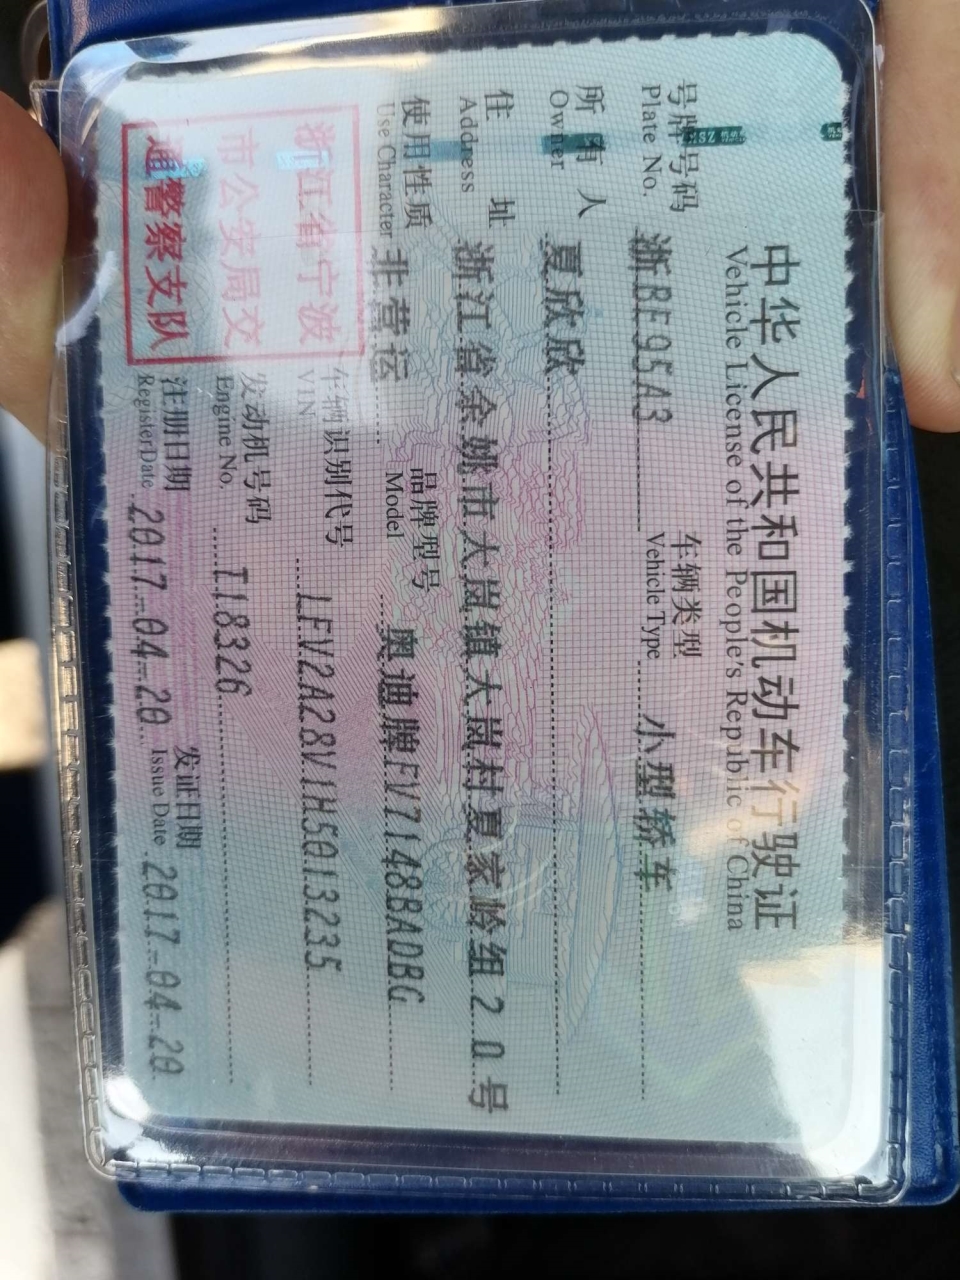 中华人民共和国机动车行驶证
Vehicle License of the People's Republic of China
号牌号码 浙BE95A3 车辆类型 小型轿车
Plate No. Vehicle Type
所有人 夏欣欣
Owner
住址 浙江省余姚市大岚镇大岚村夏家岭组20号
Address
使用性质 非营运 品牌型号 奥迪牌FV7148BADBG
Use Character Model
浙江省宁波
市公安局交
通警察支队
车辆识别代号 LFV2A28V1H5013235
VIN
发动机号码 T18326
Engine No.
注册日期 2017-04-20 发证日期 2017-04-20
Register Date Issue Date